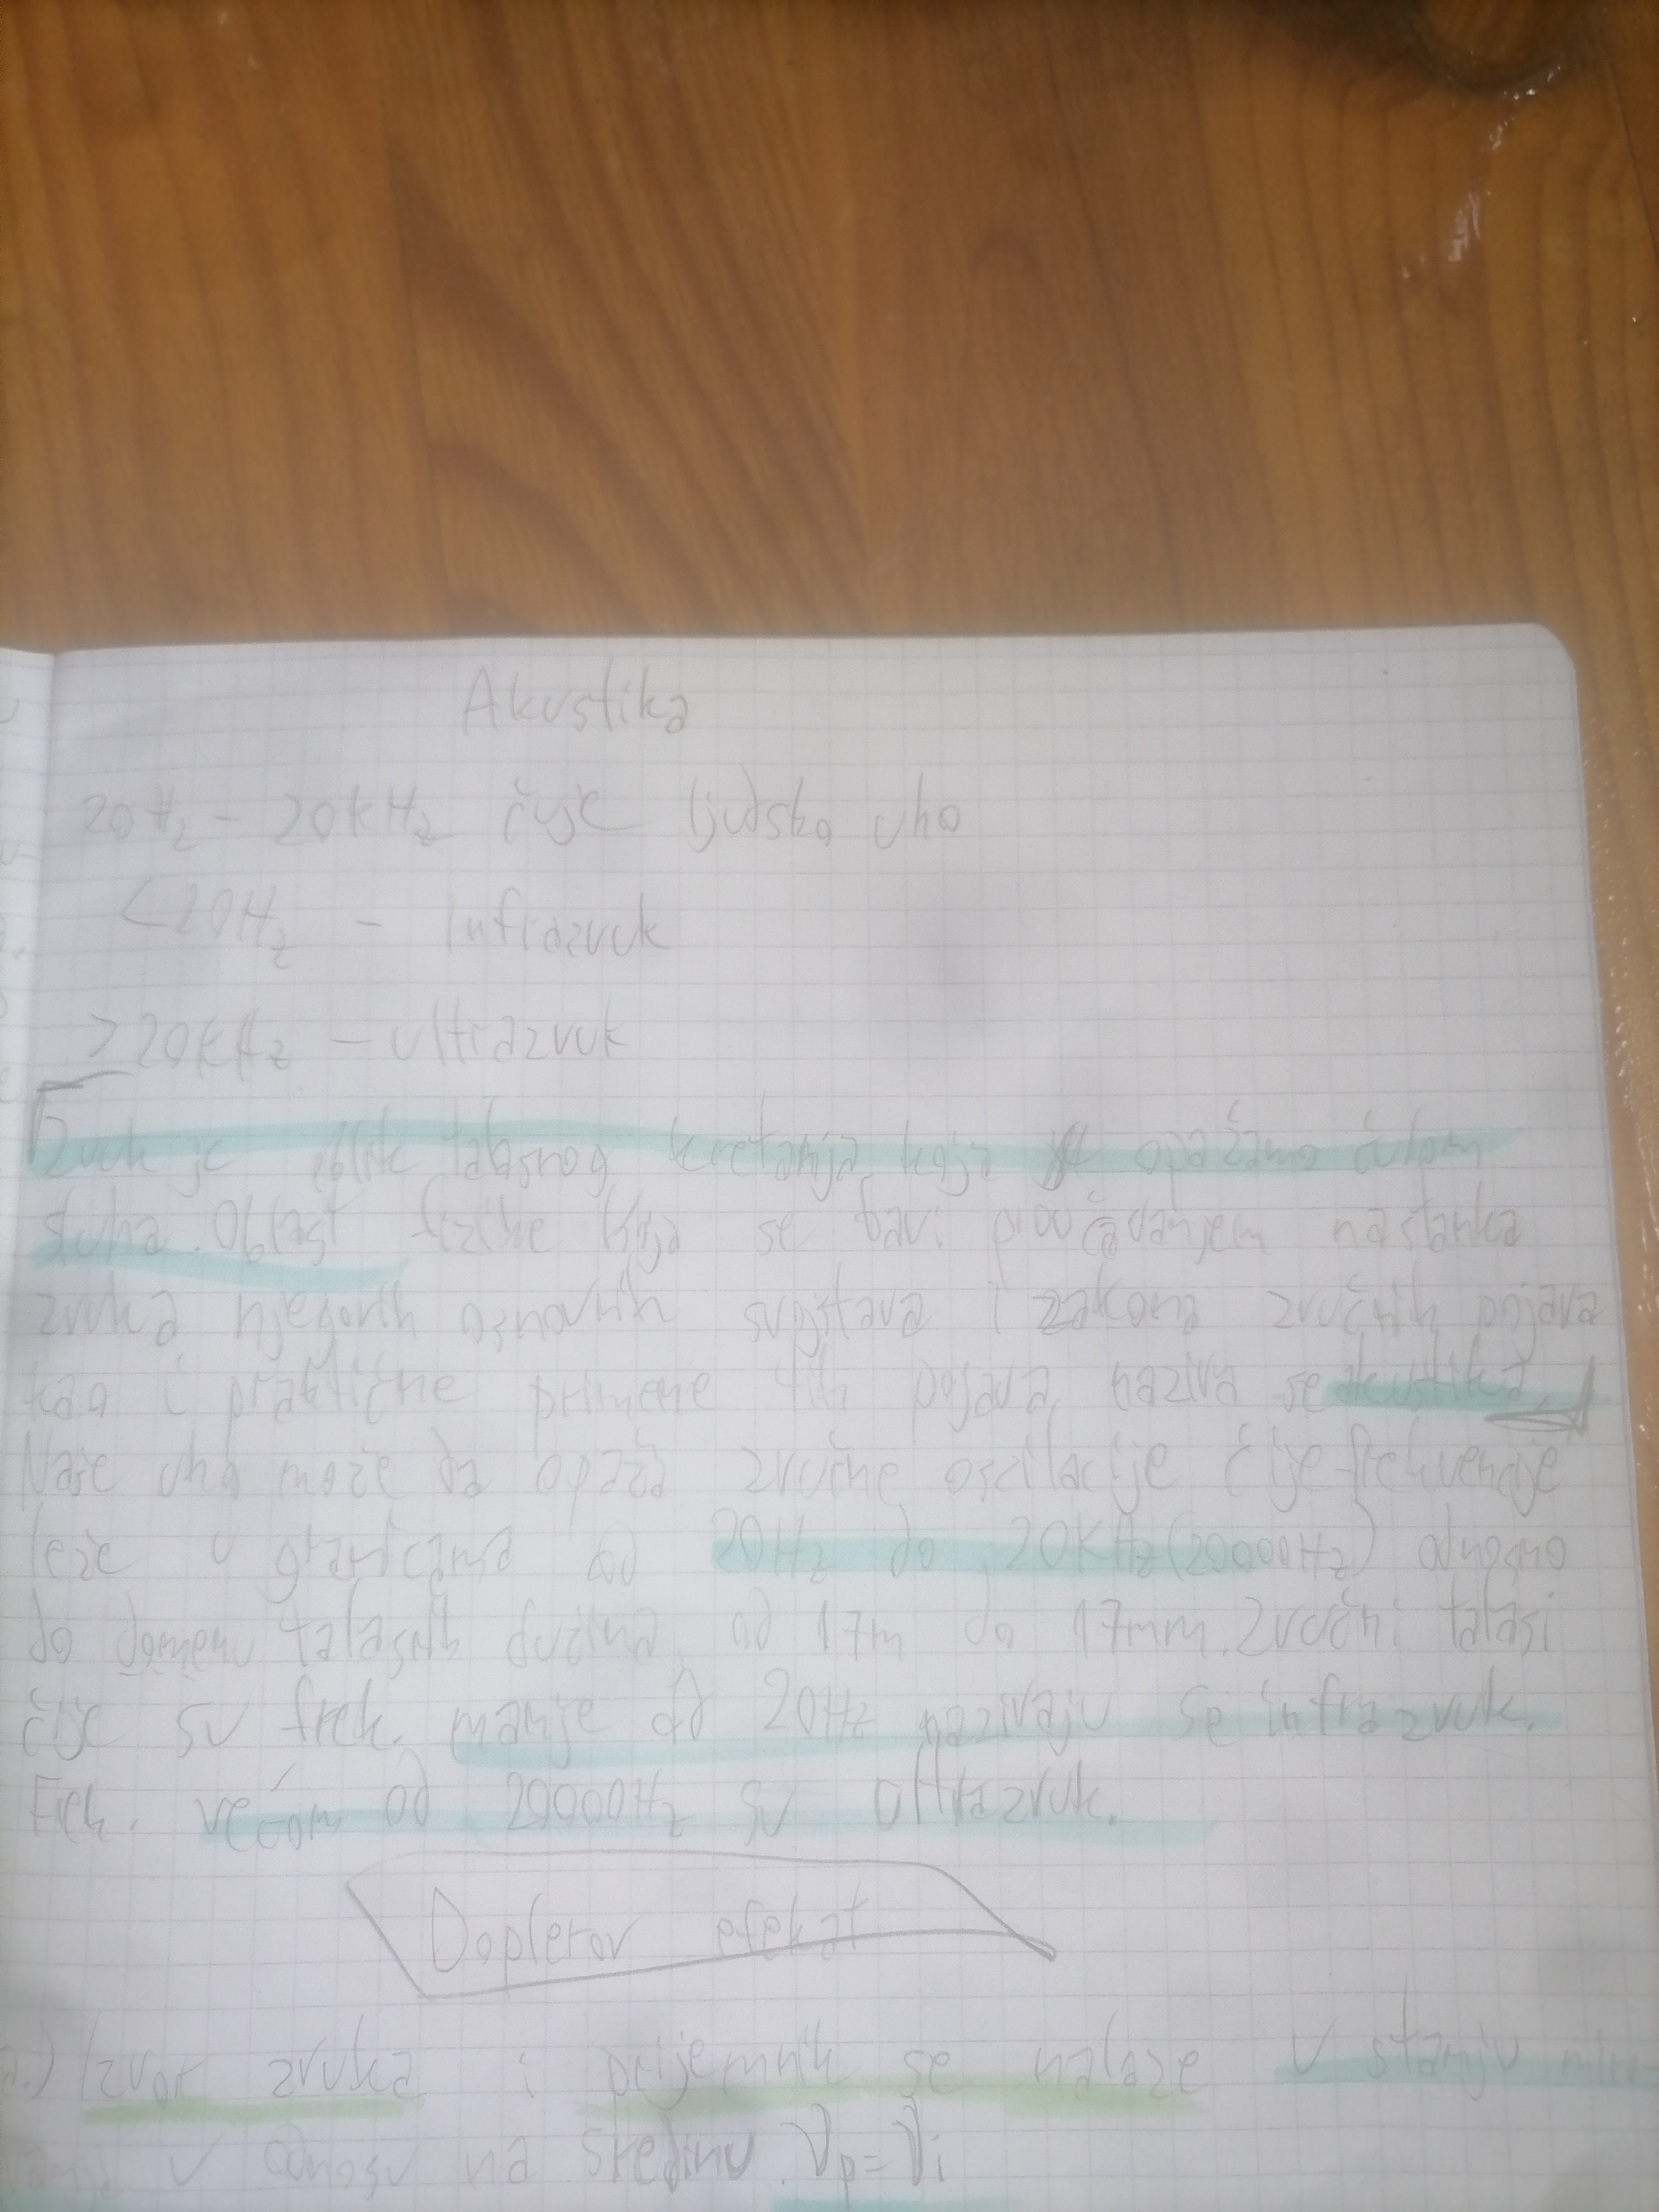 Akustika
20Hz - 20kHz čuje ljudsko uho
<20Hz - Infrazvuk
>20kHz - ultrazvuk
Zvuk je oblik talasnog kretanja koja opažamo čulom
sluha. Oblast fizike koja se bavi proučavanjem nastanka
zvuka njegovih osnovnih svojstava i zakona zvučnih pojava
kao i praktične primene tih pojava naziva se akustika.
Naše uho može da opaža zvučne oscilacije čije frekvencije
leže u granicama od 20Hz do 20KHz (20000Hz) odnosno
do domenu talasnih dužina od 17m do 17mm. Zvučni talasi
čije su frek. manje od 20Hz nazivaju se infrazvuk.
Frek. većom od 20000Hz su ultrazvuk.
Doplerov efekat
a.) Izvor zvuka i prijemnik se nalaze u stanju
u odnosu na sredinu. νp = νi